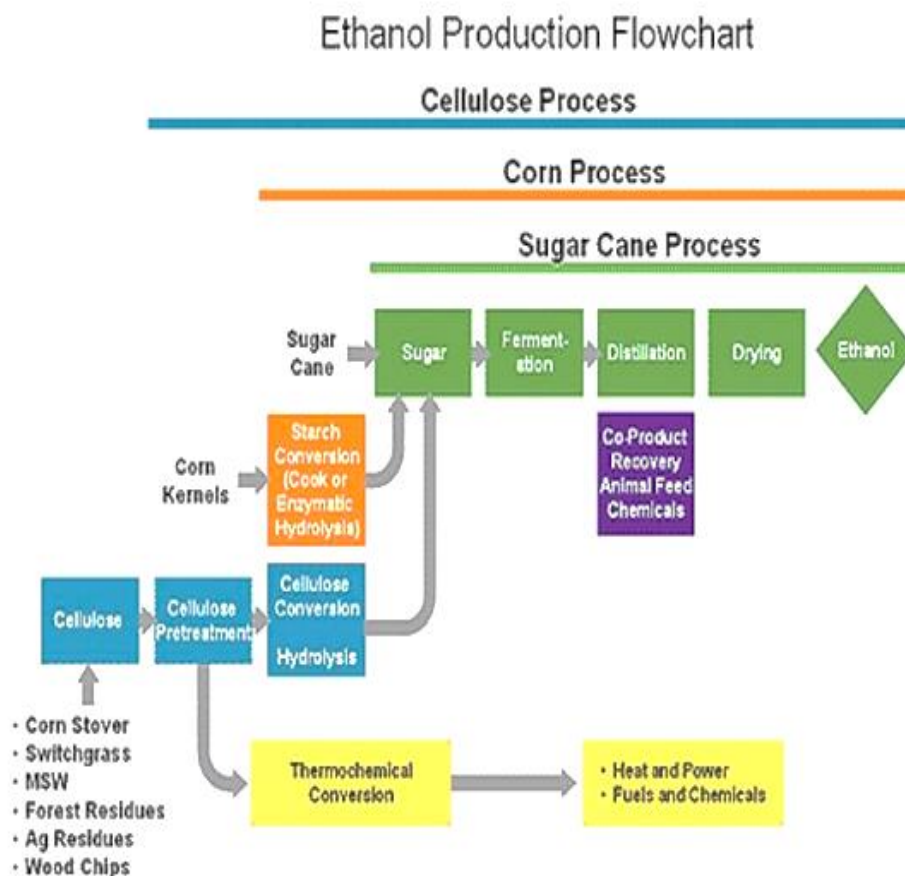 Ethanol Production Flowchart
Cellulose Process
Corn Process
Sugar Cane Process
Sugar
Cane
Sugar
Ferment-
ation
Distillation
Drying
Ethanol
Corn
Kernels
Starch
Conversion
(Cook or
Enzymatic
Hydrolysis)
Co-Product
Recovery
Animal Feed
Chemicals
Cellulose
Cellulose
Pretreatment
Cellulose
Conversion
Hydrolysis
• Corn Stover
• Switchgrass
• MSW
• Forest Residues
• Ag Residues
• Wood Chips
Thermochemical
Conversion
• Heat and Power
• Fuels and Chemicals